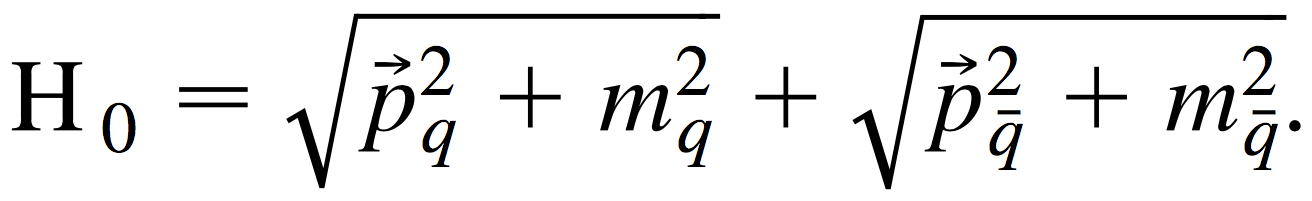 H₀ = √(p⃗_q² + m_q²) + √(p⃗_q̄² + m_q̄²).